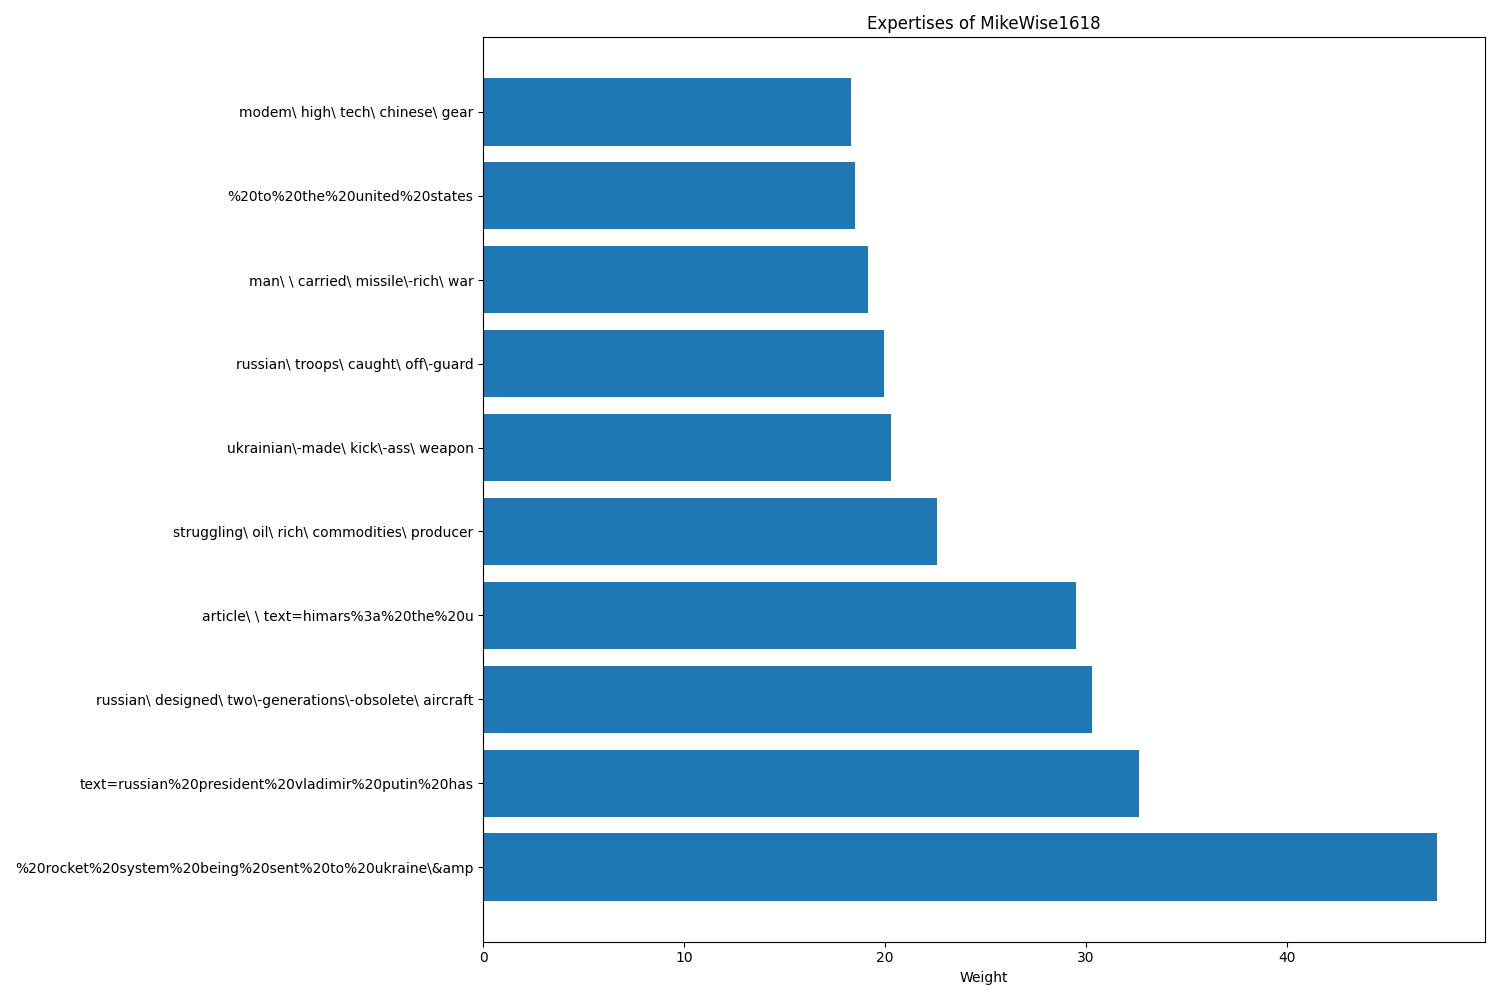 Expertises of MikeWise1618
modem\ high\ tech\ chinese\ gear
%20to%20the%20united%20states
man\ \ carried\ missile\-rich\ war
russian\ troops\ caught\ off\-guard
ukrainian\-made\ kick\-ass\ weapon
struggling\ oil\ rich\ commodities\ producer
article\ \ text=himars%3a%20the%20u
russian\ designed\ two\-generations\-obsolete\ aircraft
text=russian%20president%20vladimir%20putin%20has
%20rocket%20system%20being%20sent%20to%20ukraine\&amp
0 10 20 30 40
Weight